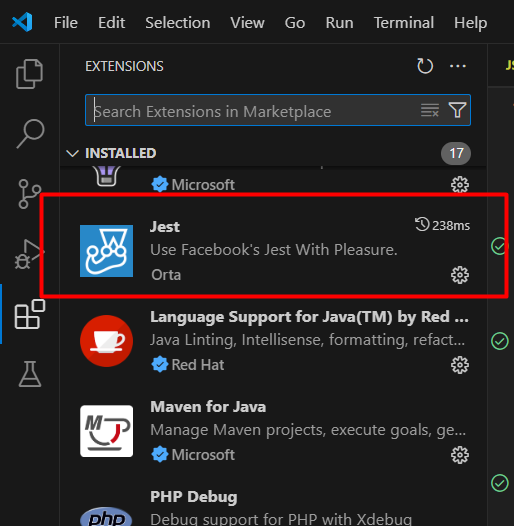 File Edit Selection View Go Run Terminal Help
EXTENSIONS
JS
Search Extensions in Marketplace
INSTALLED 17
Microsoft
Jest 238ms
Use Facebook's Jest With Pleasure.
Orta
Language Support for Java(TM) by Red ...
Java Linting, Intellisense, formatting, refact...
Red Hat
Maven for Java
M
Manage Maven projects, execute goals, ge...
Microsoft
PHP Debug
php
Debug support for PHP with Xdebug